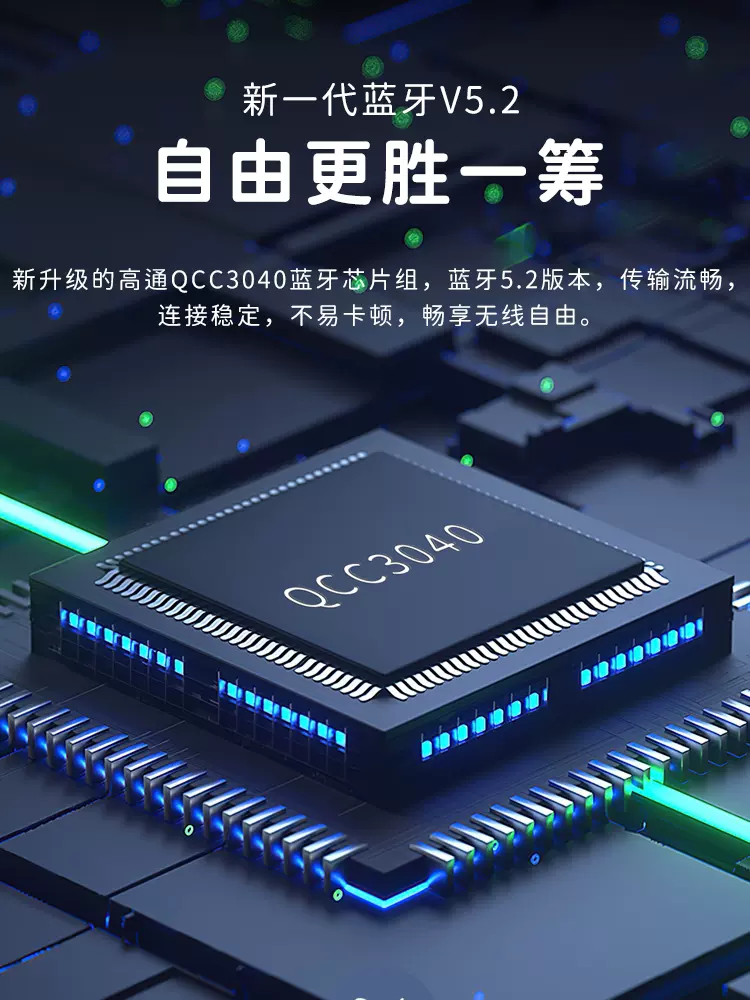 新一代蓝牙V5.2
自由更胜一筹
新升级的高通QCC3040蓝牙芯片组，蓝牙5.2版本，传输流畅，
连接稳定，不易卡顿，畅享无线自由。
QCC3040